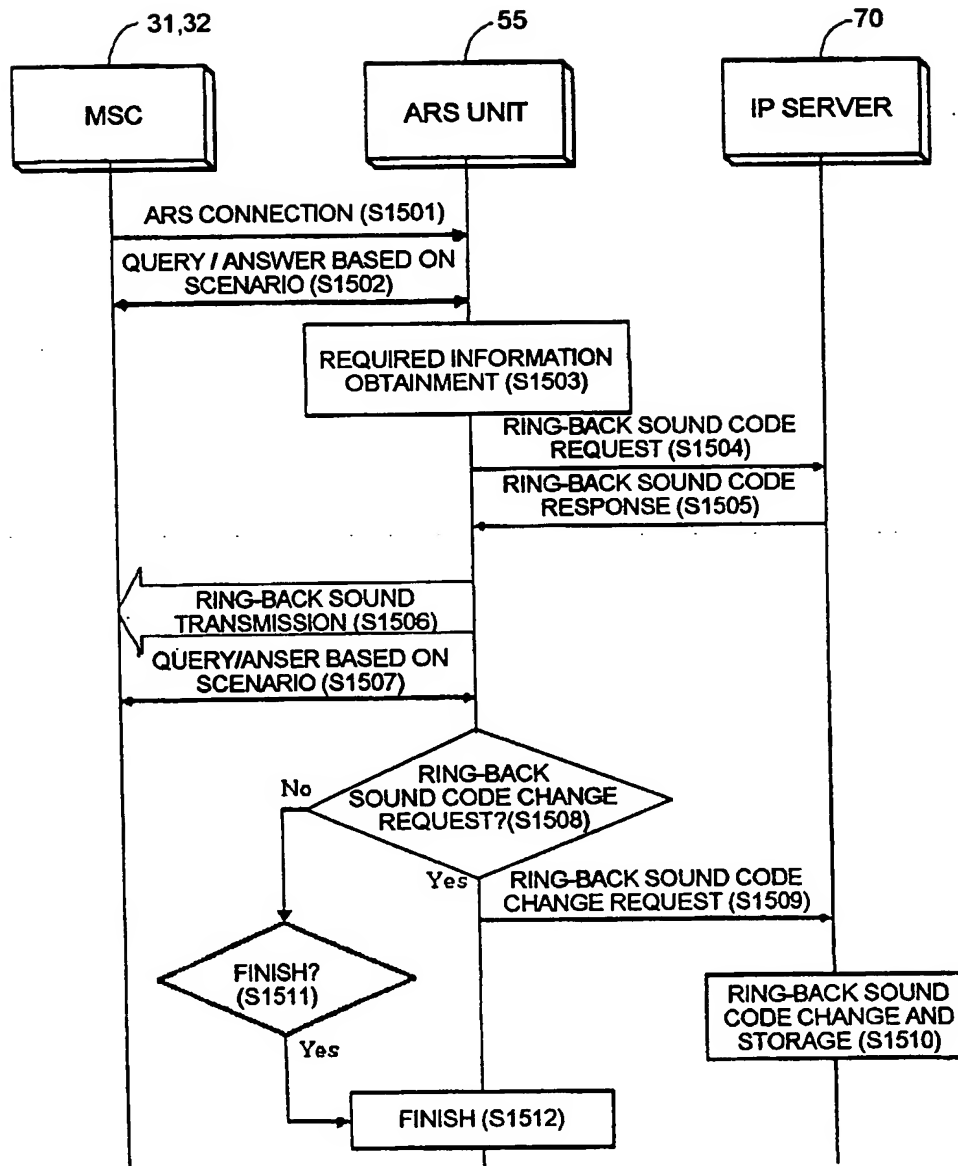 31,32
55
70
MSC
ARS UNIT
IP SERVER
ARS CONNECTION (S1501)
QUERY / ANSWER BASED ON
SCENARIO (S1502)
REQUIRED INFORMATION
OBTAINMENT (S1503)
RING-BACK SOUND CODE
REQUEST (S1504)
RING-BACK SOUND CODE
RESPONSE (S1505)
RING-BACK SOUND
TRANSMISSION (S1506)
QUERY/ANSER BASED ON
SCENARIO (S1507)
RING-BACK
SOUND CODE CHANGE
REQUEST?(S1508)
No
Yes
RING-BACK SOUND CODE
CHANGE REQUEST (S1509)
FINISH?
(S1511)
RING-BACK SOUND
CODE CHANGE AND
STORAGE (S1510)
Yes
FINISH (S1512)